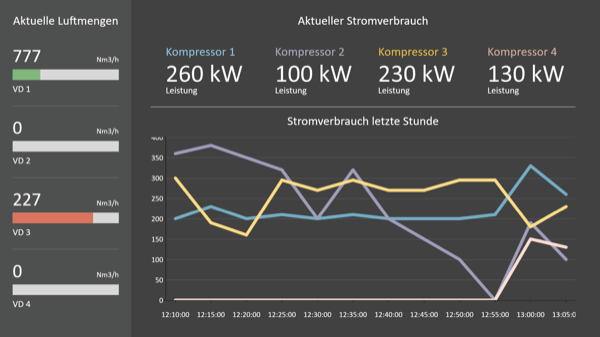 Aktuelle Luftmengen
777
Nm3/h
VD 1
0
Nm3/h
VD 2
227
Nm3/h
VD 3
0
Nm3/h
VD 4
Aktueller Stromverbrauch
Kompressor 1
260 kW
Leistung
Kompressor 2
100 kW
Leistung
Kompressor 3
230 kW
Leistung
Kompressor 4
130 kW
Leistung
Stromverbrauch letzte Stunde
400
350
300
250
200
150
100
50
0
12:10:00 12:15:00 12:20:00 12:25:00 12:30:00 12:35:00 12:40:00 12:45:00 12:50:00 12:55:00 13:00:00 13:05:0